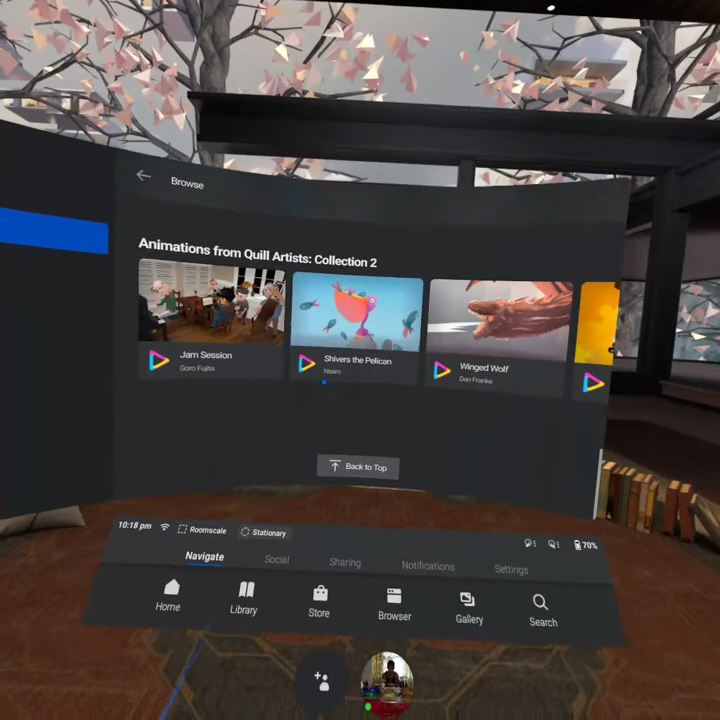 Browse
Animations from Quill Artists: Collection 2
Jam Session
Goro Fujita
Shivers the Pelican
Naam
Winged Wolf
Dan Franke
Back to Top
10:18 pm
Roomscale
Stationary
70%
Navigate
Social
Sharing
Notifications
Settings
Home
Library
Store
Browser
Gallery
Search